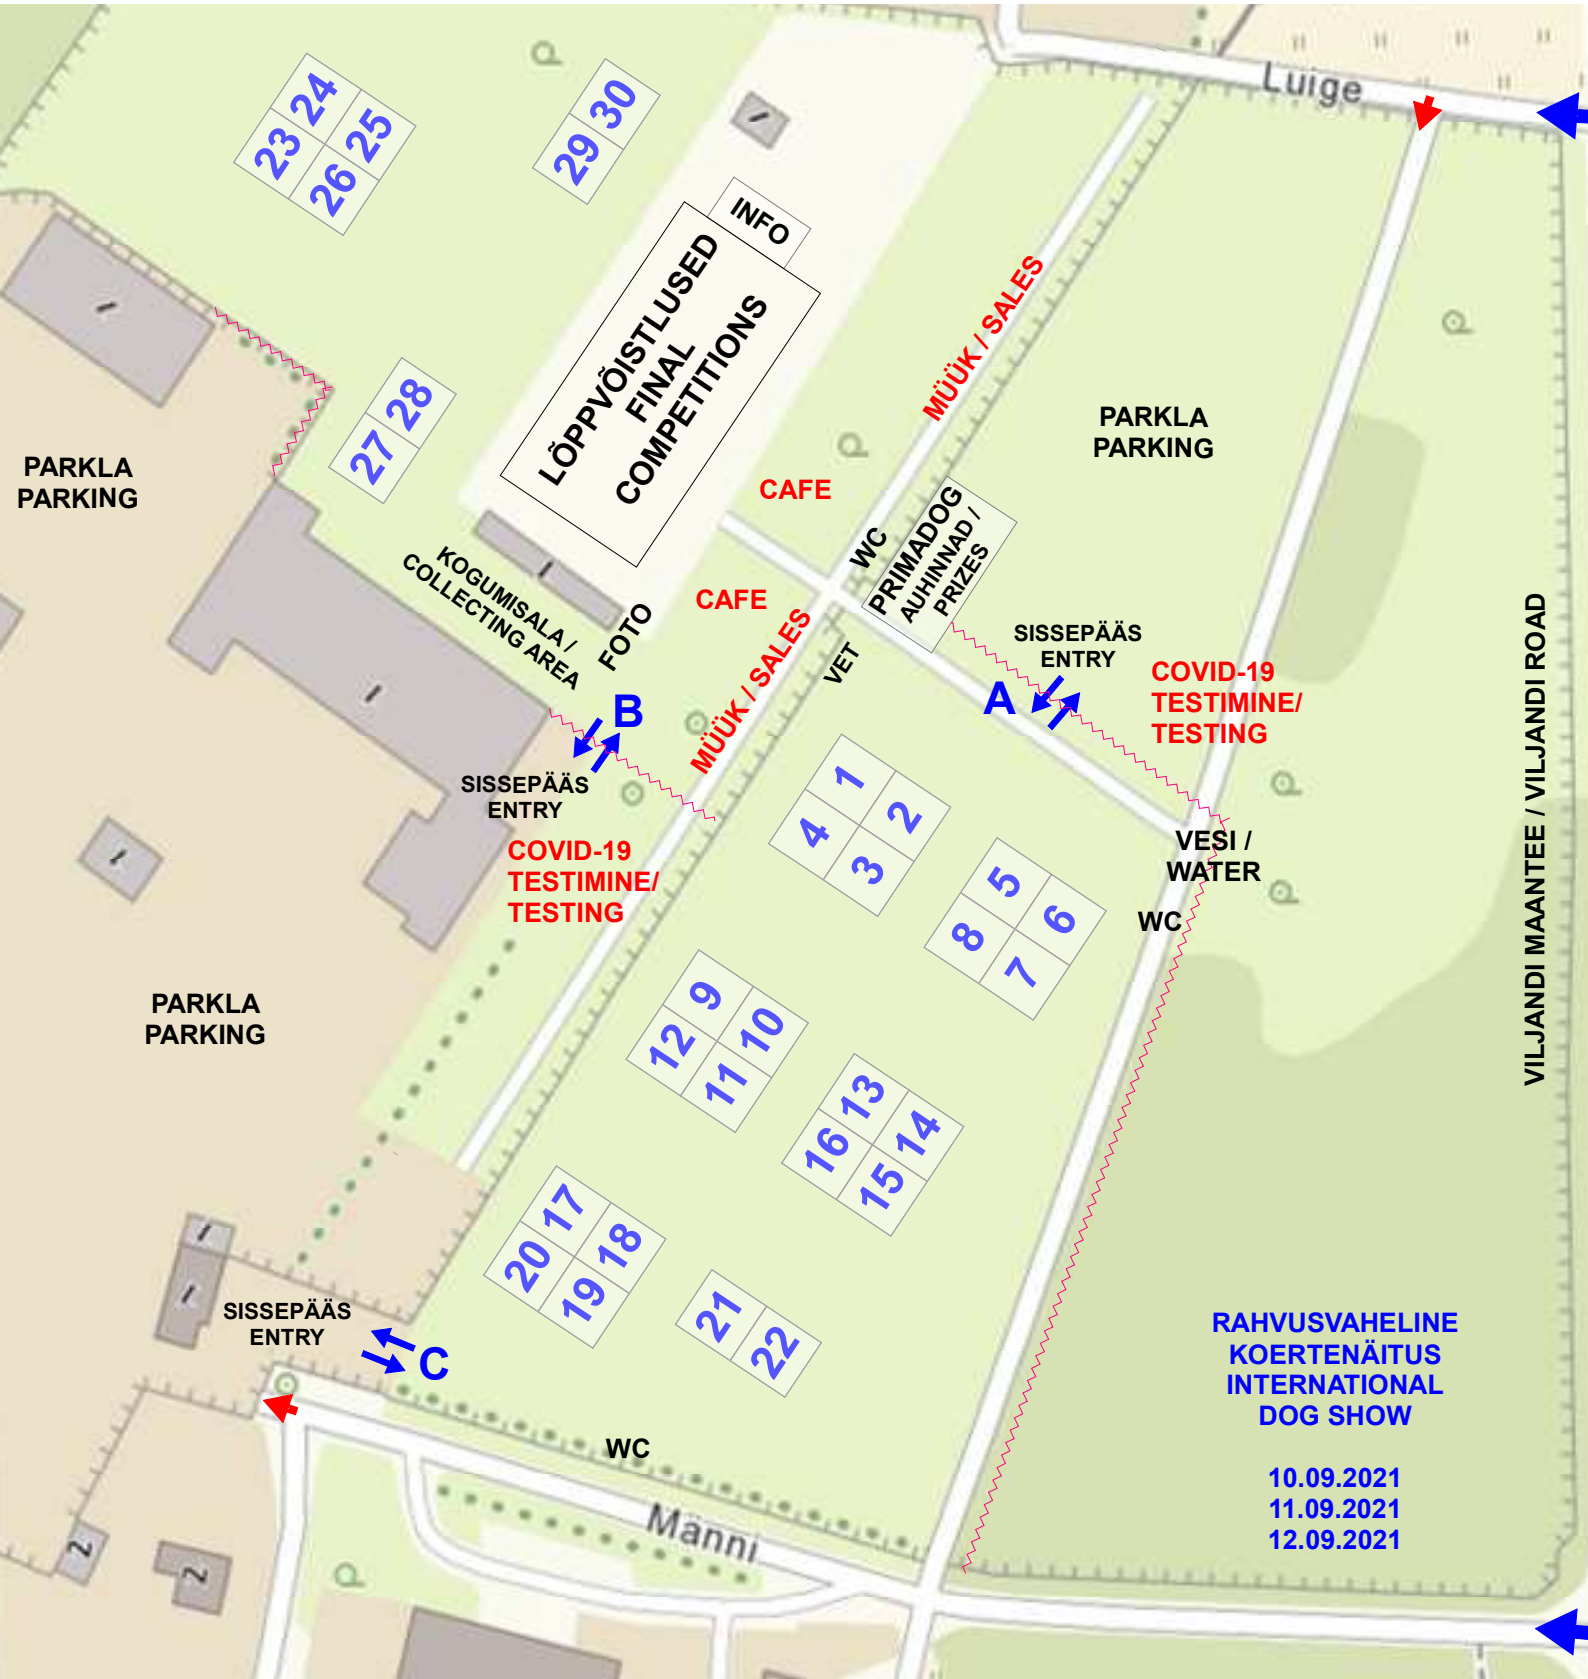 Luige
24
23
25
26
30
29
INFO
LÕPPVÕISTLUSED
FINAL
COMPETITIONS
MÜÜK / SALES
28
27
PARKLA
PARKING
PARKLA
PARKING
CAFE
CAFE
WC
PRIMADOG
AUHINNAD /
PRIZES
KOGUMISALA /
COLLECTING AREA
FOTO
MÜÜK / SALES
VET
SISSEPÄÄS
ENTRY
A
COVID-19
TESTIMINE/
TESTING
B
SISSEPÄÄS
ENTRY
COVID-19
TESTIMINE/
TESTING
VILJANDI MAANTEE / VILJANDI ROAD
1
2
4
3
VESI /
WATER
WC
5
6
8
7
PARKLA
PARKING
9
10
12
11
13
14
16
15
17
18
20
19
21
22
SISSEPÄÄS
ENTRY
C
WC
Männi
2
2
RAHVUSVAHELINE
KOERTENÄITUS
INTERNATIONAL
DOG SHOW
10.09.2021
11.09.2021
12.09.2021